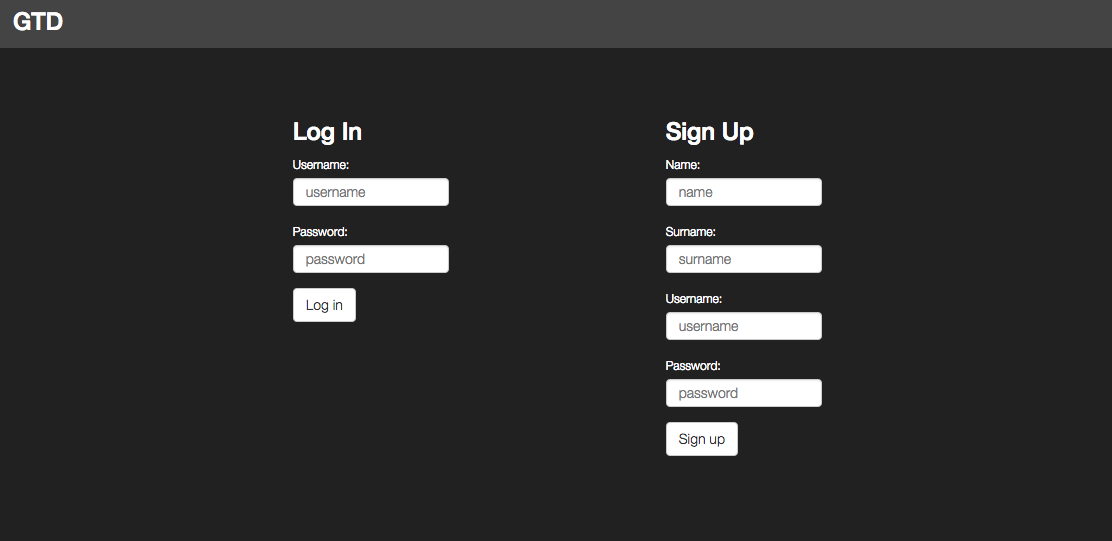 GTD
Log In
Username:
username
Password:
password
Log in
Sign Up
Name:
name
Surname:
surname
Username:
username
Password:
password
Sign up